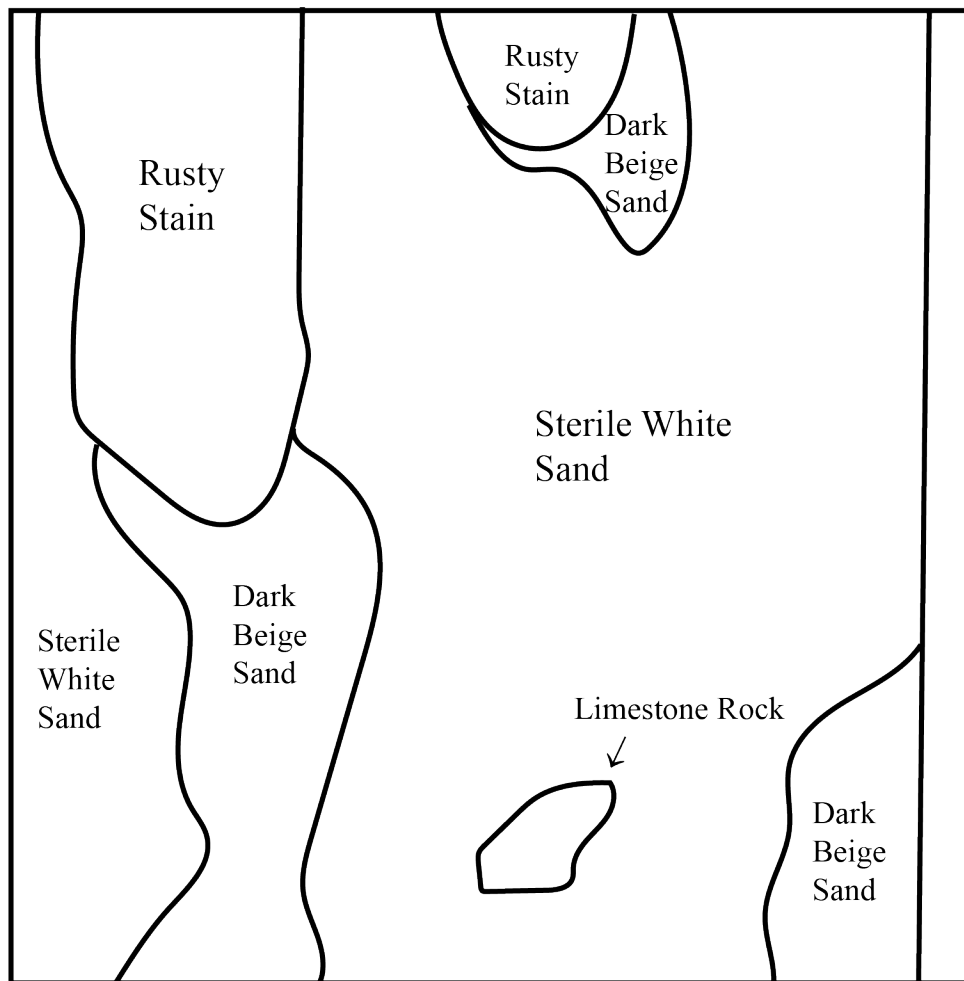 Rusty
Stain
Rusty
Stain
Dark
Beige
Sand
Sterile White
Sand
Dark
Beige
Sand
Sterile
White
Sand
Limestone Rock
Dark
Beige
Sand